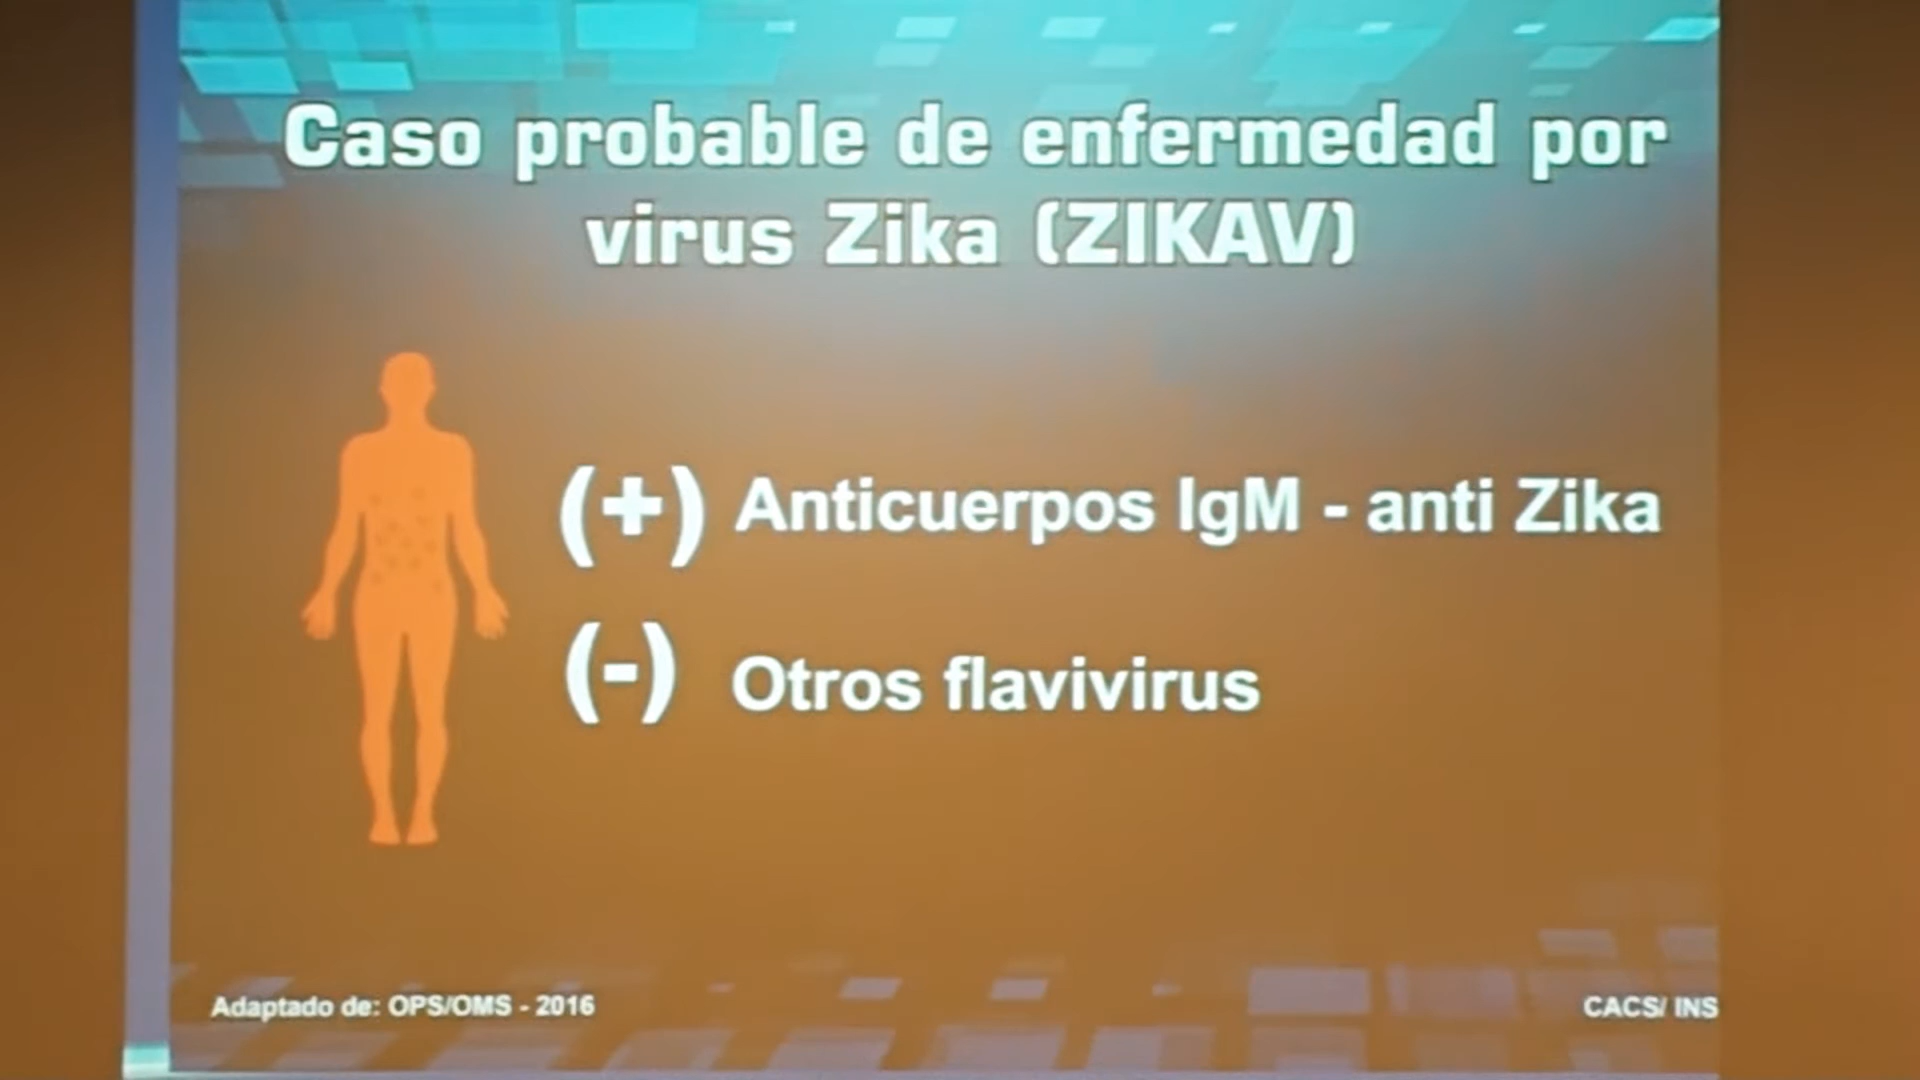 Caso probable de enfermedad por
virus Zika (ZIKAV)
(+) Anticuerpos IgM - anti Zika
(-) Otros flavivirus
Adaptado de: OPS/OMS - 2016
CACS/ INS